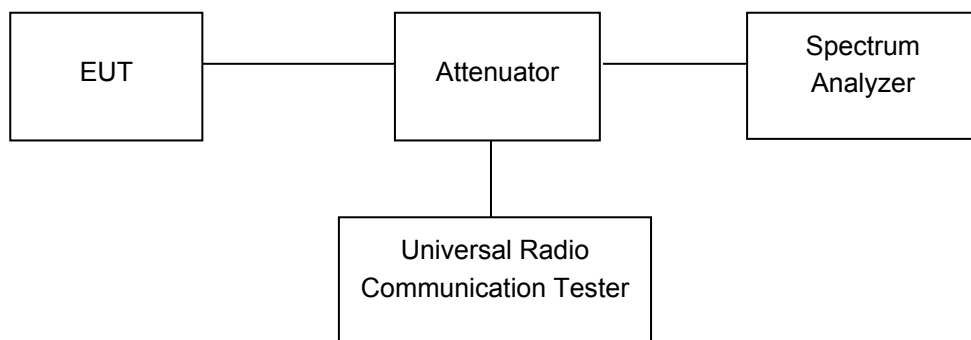 EUT
Attenuator
Spectrum
Analyzer
Universal Radio
Communication Tester